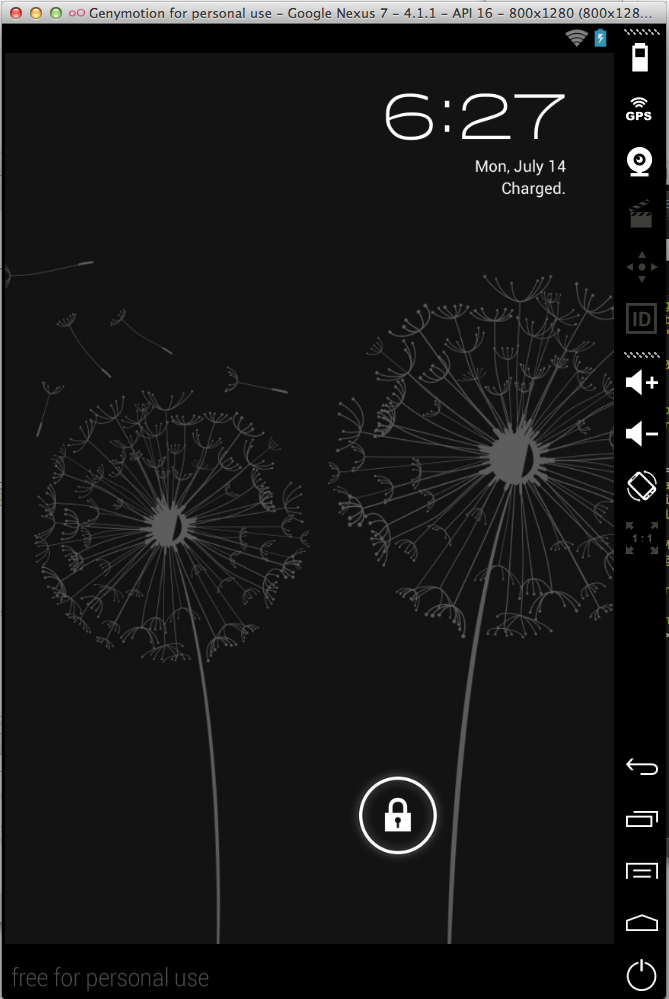 Genymotion for personal use – Google Nexus 7 – 4.1.1 – API 16 – 800x1280 (800x128...
6:27
Mon, July 14
Charged.
GPS
ID
1:1
free for personal use